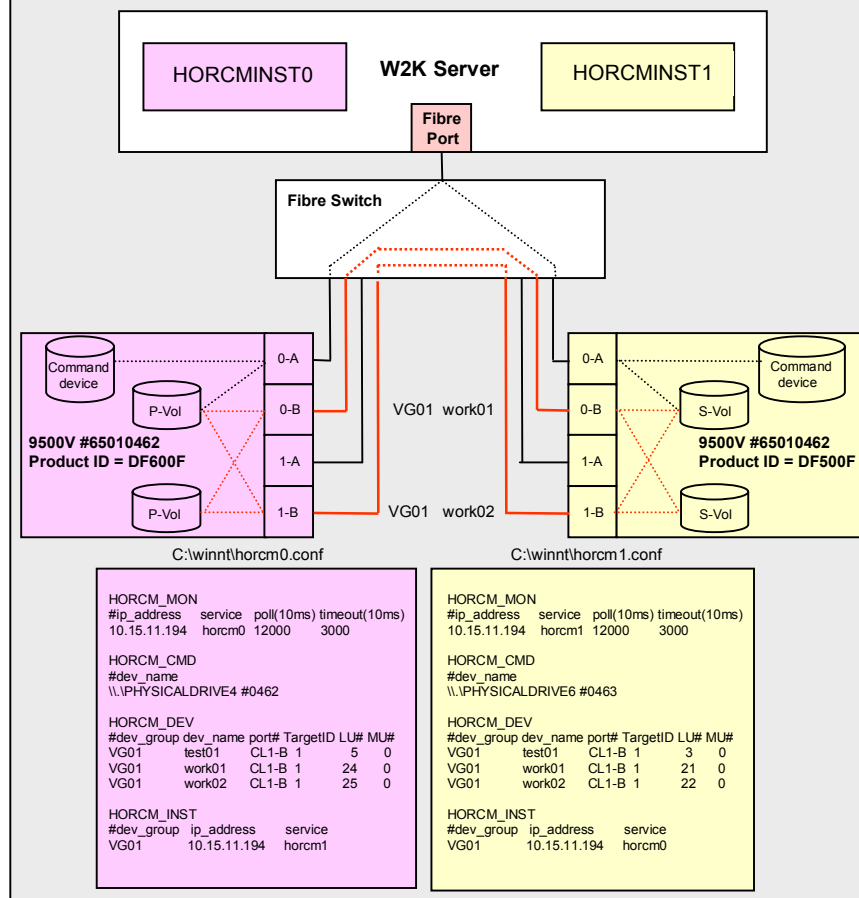 HORCMINST0
W2K Server
HORCMINST1
Fibre
Port
Fibre Switch
Command
device
P-Vol
9500V #65010462
Product ID = DF600F
P-Vol
0-A
0-B
1-A
1-B
VG01 work01
VG01 work02
0-A
0-B
1-A
1-B
Command
device
S-Vol
9500V #65010462
Product ID = DF500F
S-Vol
C:\winnt\horcm0.conf
HORCM_MON
#ip_address service poll(10ms) timeout(10ms)
10.15.11.194 horcm0 12000 3000
HORCM_CMD
#dev_name
\\.\PHYSICALDRIVE4 #0462
HORCM_DEV
#dev_group dev_name port# TargetID LU# MU#
VG01 test01 CL1-B 1 5 0
VG01 work01 CL1-B 1 24 0
VG01 work02 CL1-B 1 25 0
HORCM_INST
#dev_group ip_address service
VG01 10.15.11.194 horcm1
C:\winnt\horcm1.conf
HORCM_MON
#ip_address service poll(10ms) timeout(10ms)
10.15.11.194 horcm1 12000 3000
HORCM_CMD
#dev_name
\\.\PHYSICALDRIVE6 #0463
HORCM_DEV
#dev_group dev_name port# TargetID LU# MU#
VG01 test01 CL1-B 1 3 0
VG01 work01 CL1-B 1 21 0
VG01 work02 CL1-B 1 22 0
HORCM_INST
#dev_group ip_address service
VG01 10.15.11.194 horcm0